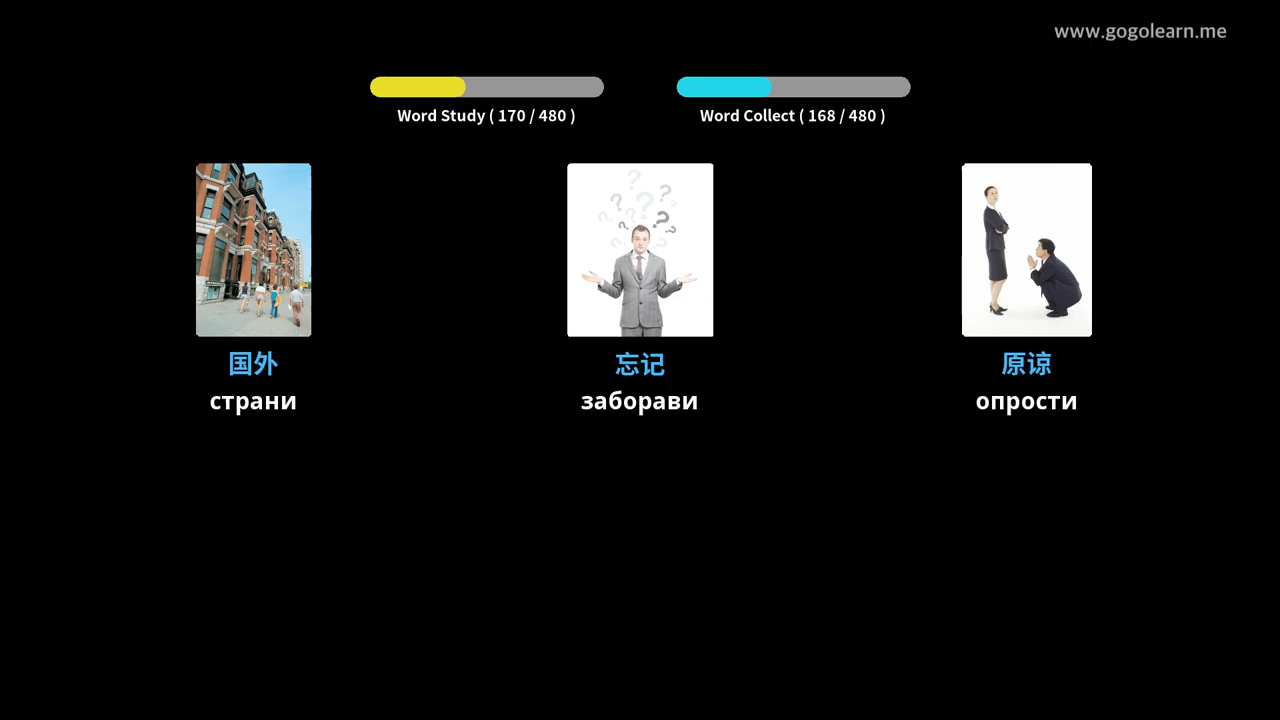 www.gogolearn.me
Word Study ( 170 / 480 )
Word Collect ( 168 / 480 )
国外
忘记
原谅
страни
заборави
опрости